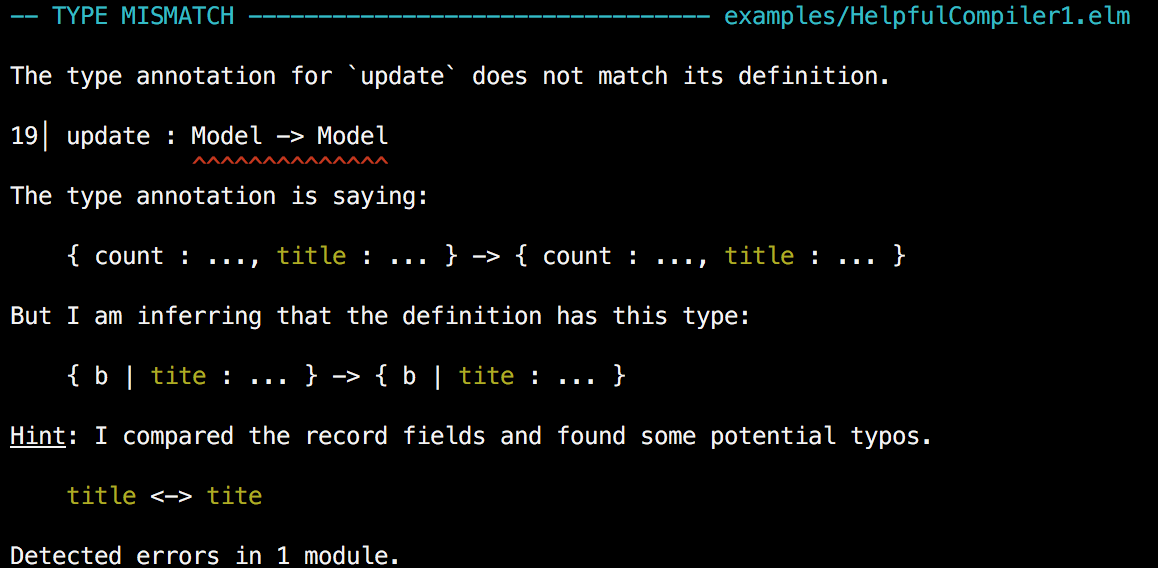 -- TYPE MISMATCH --------------------------------- examples/HelpfulCompiler1.elm
The type annotation for `update` does not match its definition.
19| update : Model -> Model
^^^^^^^^^^^^^^
The type annotation is saying:
{ count : ..., title : ... } -> { count : ..., title : ... }
But I am inferring that the definition has this type:
{ b | tite : ... } -> { b | tite : ... }
Hint: I compared the record fields and found some potential typos.
title <-> tite
Detected errors in 1 module.